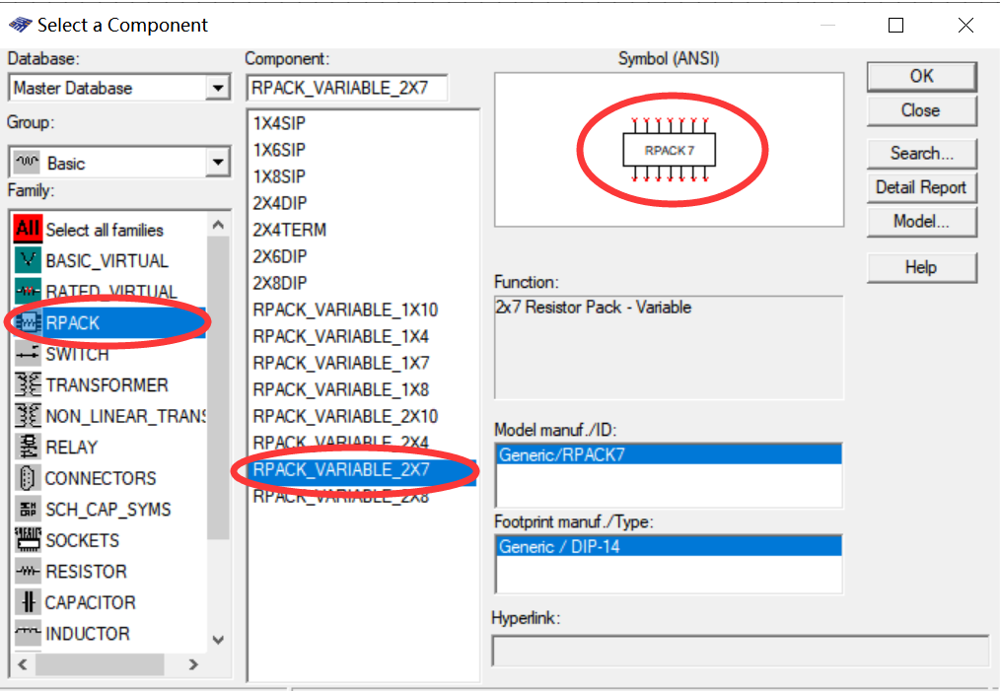 Select a Component
Database:
Master Database
Group:
Basic
Family:
All Select all families
BASIC_VIRTUAL
RATED_VIRTUAL
RPACK
SWITCH
TRANSFORMER
NON_LINEAR_TRANS
RELAY
CONNECTORS
SCH_CAP_SYMS
SOCKETS
RESISTOR
CAPACITOR
INDUCTOR
Component:
RPACK_VARIABLE_2X7
1X4SIP
1X6SIP
1X8SIP
2X4DIP
2X4TERM
2X6DIP
2X8DIP
RPACK_VARIABLE_1X10
RPACK_VARIABLE_1X4
RPACK_VARIABLE_1X7
RPACK_VARIABLE_1X8
RPACK_VARIABLE_2X10
RPACK_VARIABLE_2X4
RPACK_VARIABLE_2X7
RPACK_VARIABLE_2X8
Symbol (ANSI)
RPACK7
Function:
2x7 Resistor Pack - Variable
Model manuf./ID:
Generic/RPACK7
Footprint manuf./Type:
Generic / DIP-14
Hyperlink:
OK
Close
Search...
Detail Report
Model...
Help